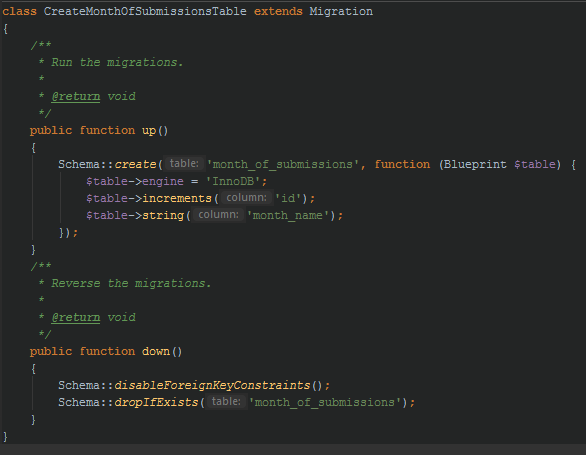 class CreateMonthOfSubmissionsTable extends Migration
{
    /**
     * Run the migrations.
     *
     * @return void
     */
    public function up()
    {
        Schema::create( table: 'month_of_submissions', function (Blueprint $table) {
            $table->engine = 'InnoDB';
            $table->increments( column: 'id');
            $table->string( column: 'month_name');
        });
    }
    /**
     * Reverse the migrations.
     *
     * @return void
     */
    public function down()
    {
        Schema::disableForeignKeyConstraints();
        Schema::dropIfExists( table: 'month_of_submissions');
    }
}